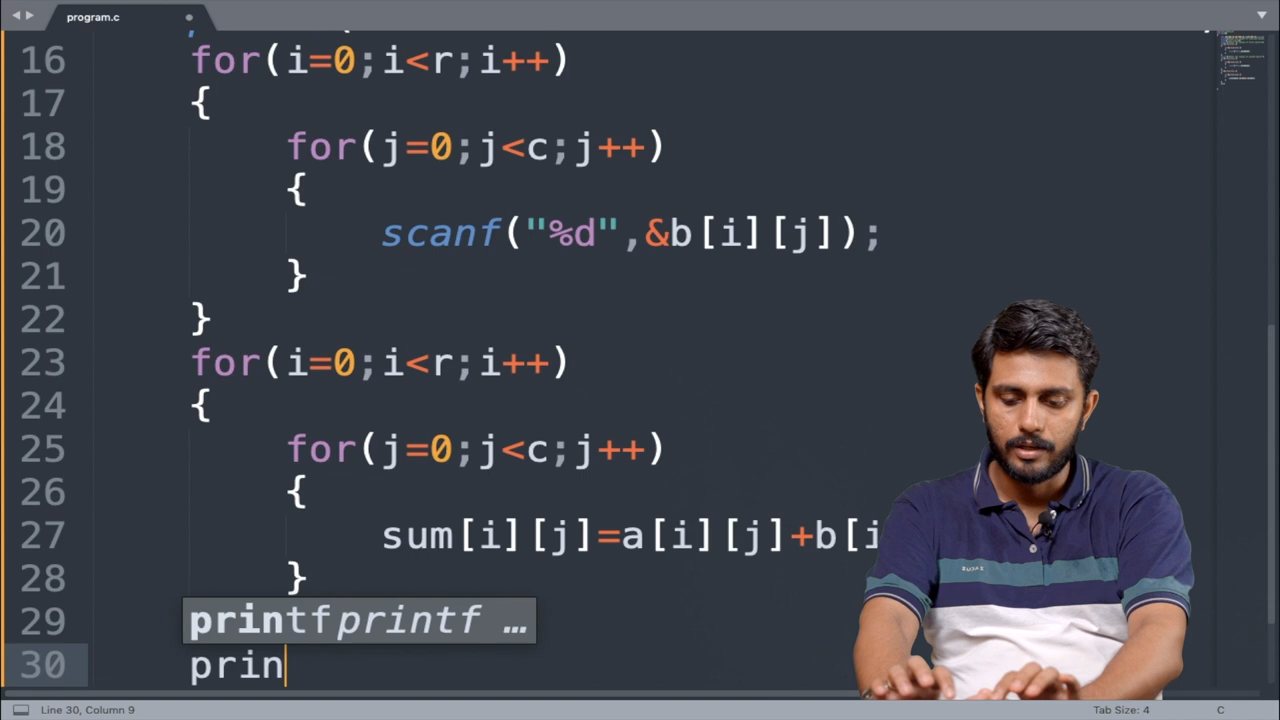 program.c
16 for(i=0;i<r;i++)
17 {
18 for(j=0;j<c;j++)
19 {
20 scanf("%d",&b[i][j]);
21 }
22 }
23 for(i=0;i<r;i++)
24 {
25 for(j=0;j<c;j++)
26 {
27 sum[i][j]=a[i][j]+b[i
28 }
29 printf printf …
30 prin
Line 30, Column 9
Tab Size: 4
C